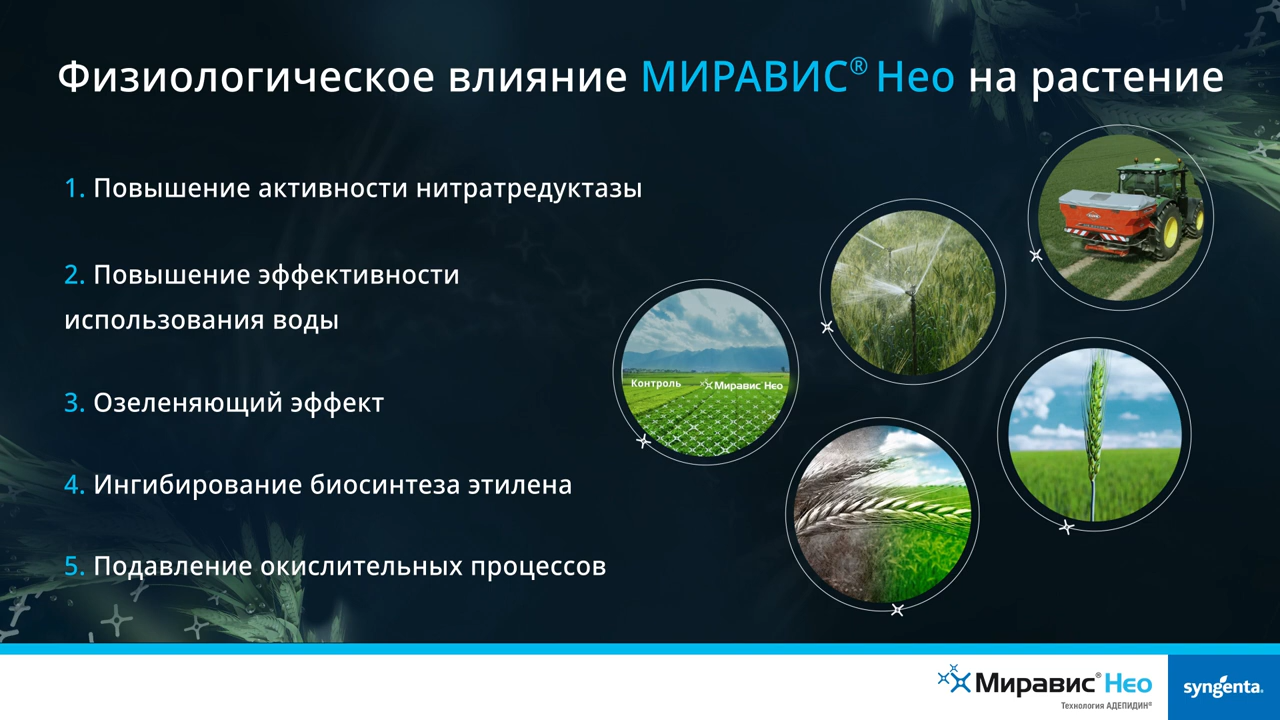 Физиологическое влияние МИРАВИС® Нео на растение
1. Повышение активности нитратредуктазы
2. Повышение эффективности
использования воды
3. Озеленяющий эффект
4. Ингибирование биосинтеза этилена
5. Подавление окислительных процессов
Контроль
Миравис Нео
Миравис® Нео
Технология АДЕПИДИН®
syngenta.